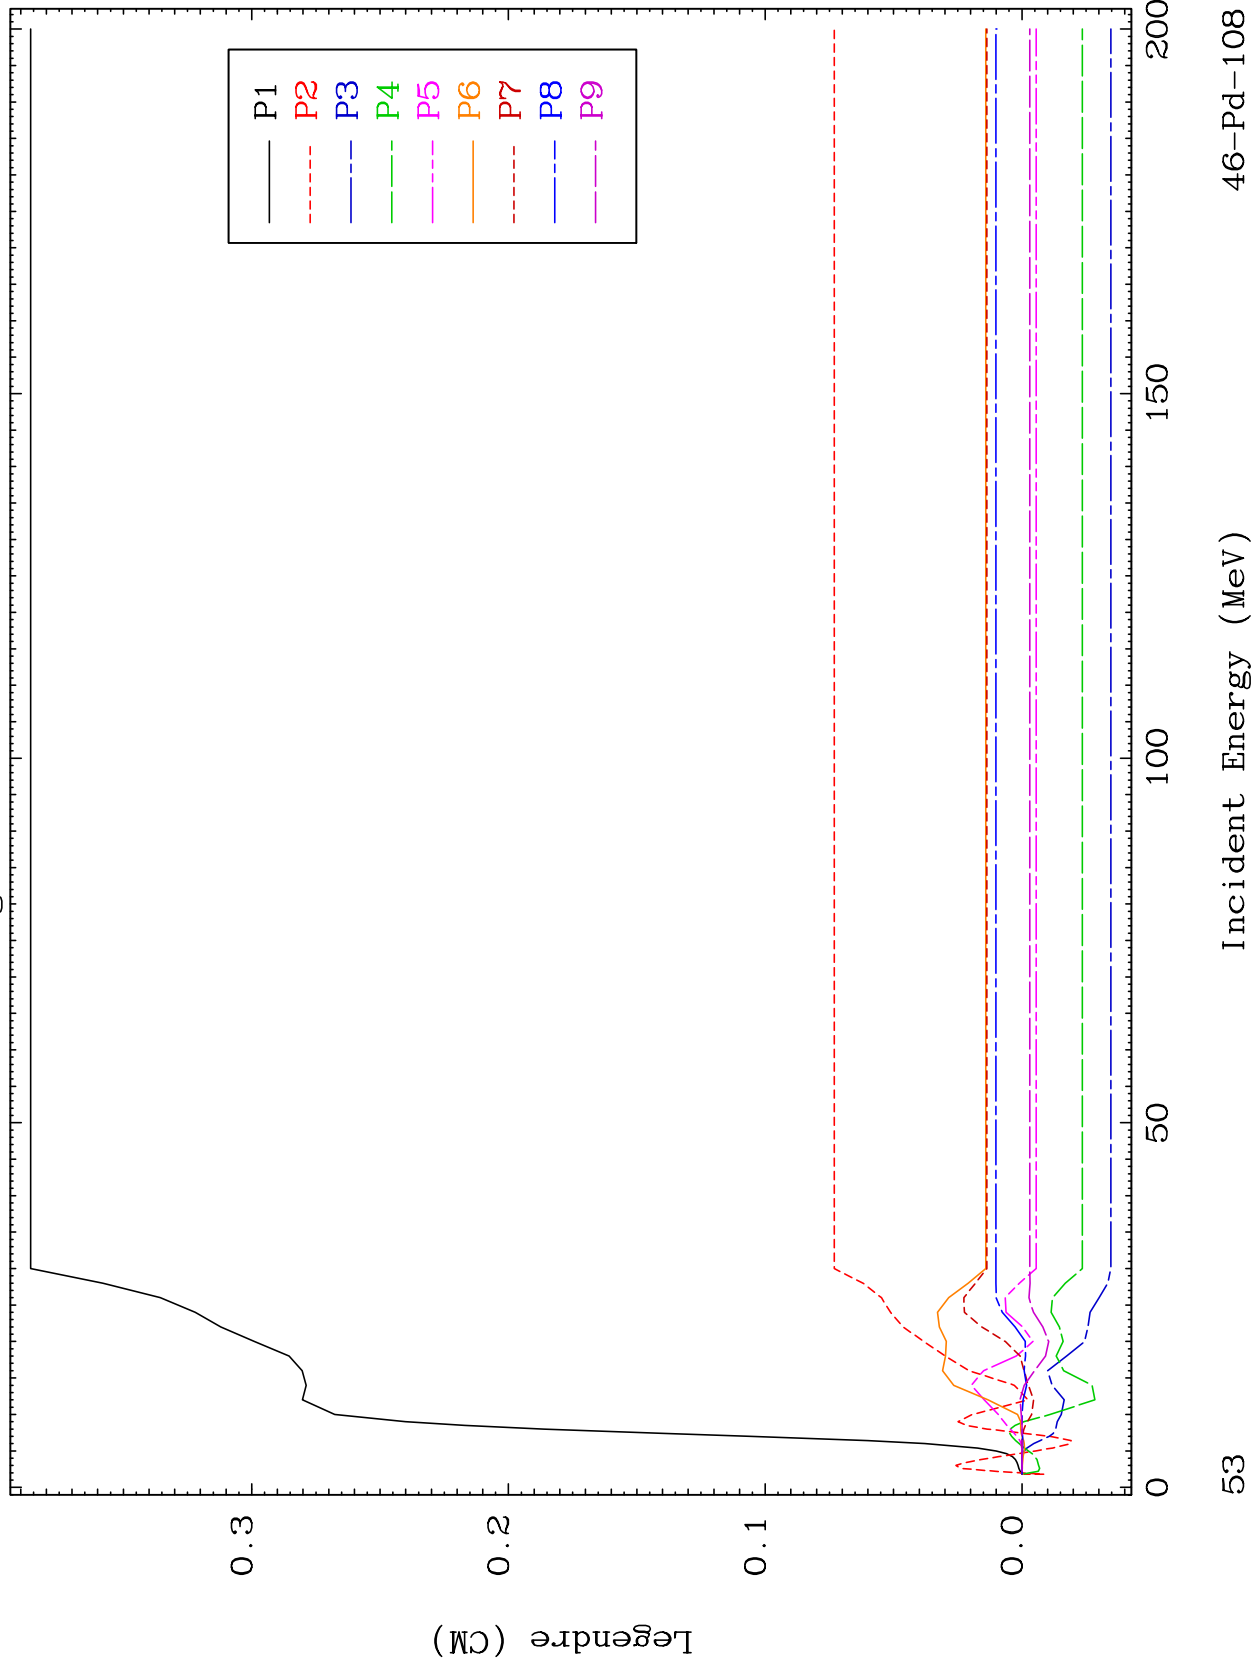 P1
P2
P3
P4
P5
P6
P7
P8
P9
0.3
0.2
0.1
0.0
Legendre (CM)
0
50
100
150
200
Incident Energy (MeV)
53
46-Pd-108